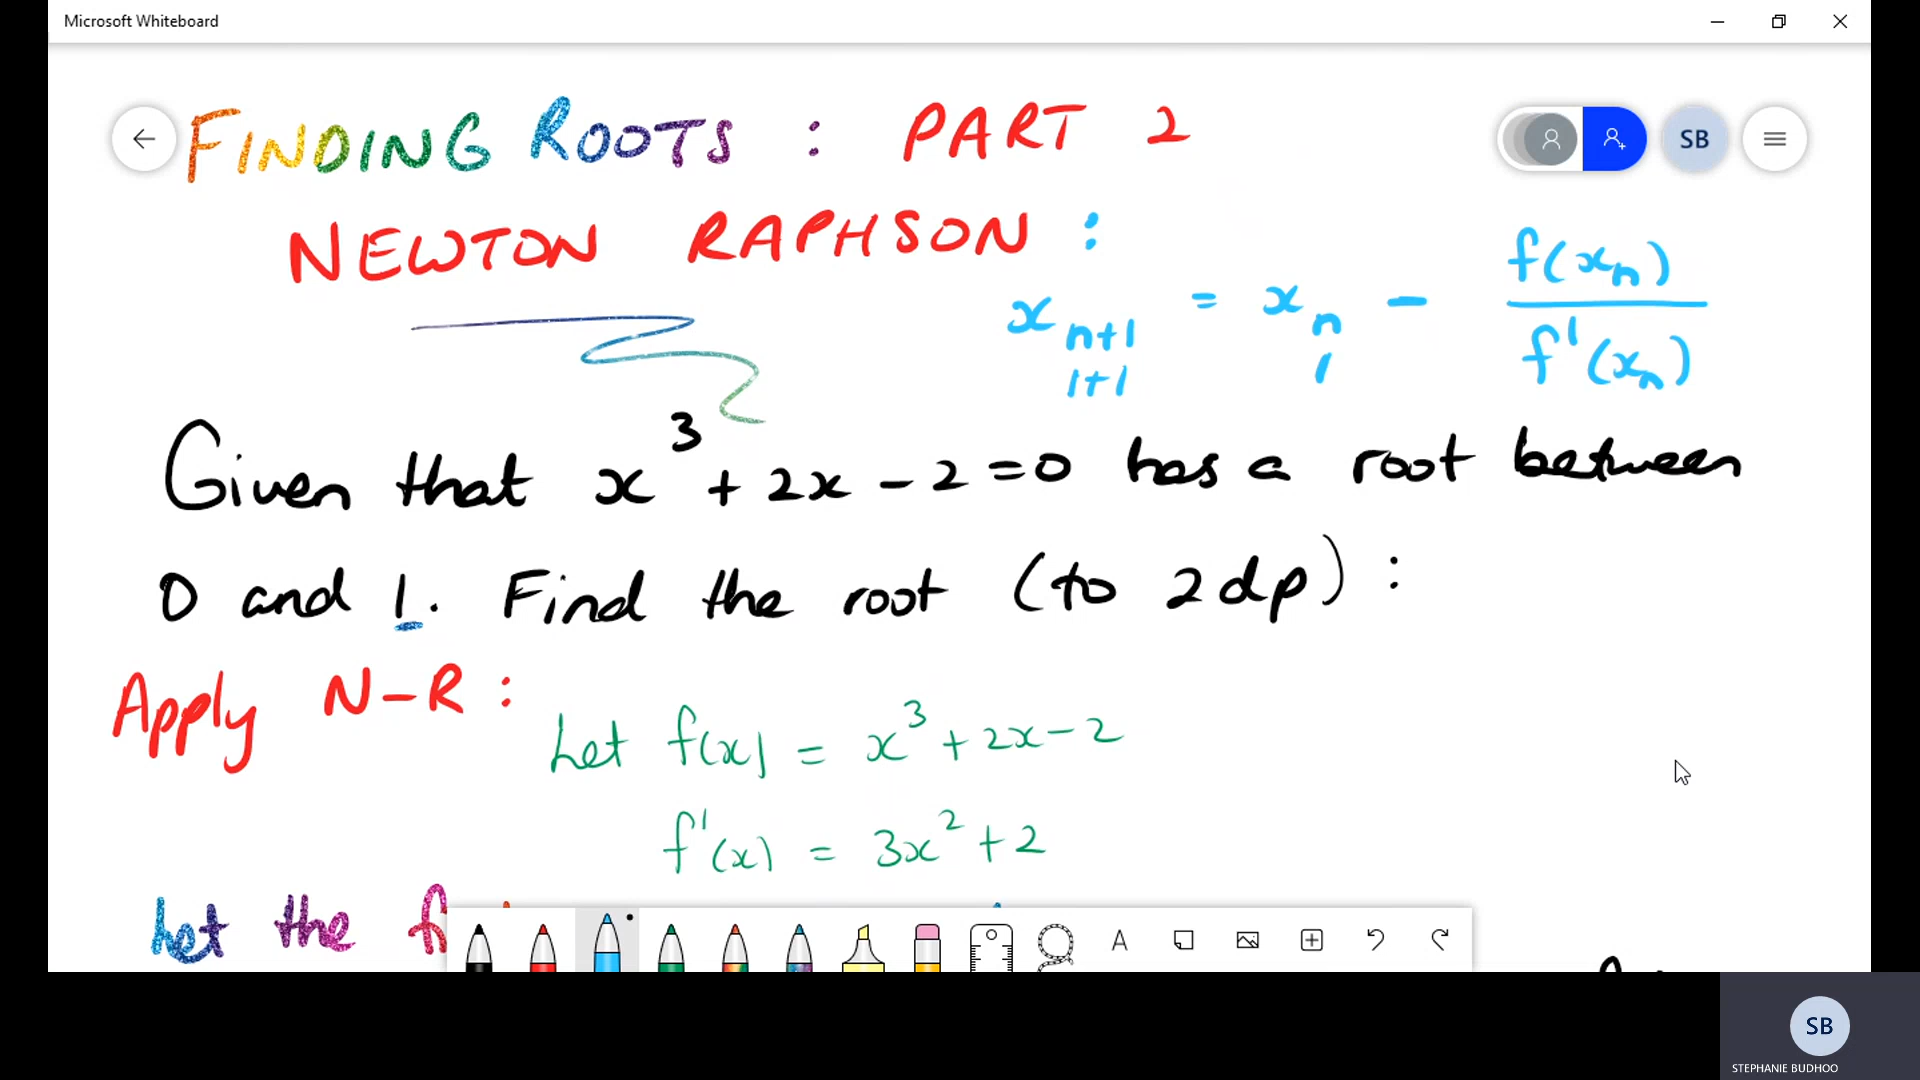 Microsoft Whiteboard
FINDING ROOTS : PART 2
SB
NEWTON RAPHSON :
xₙ₊₁ = xₙ - f(xₙ) / f'(xₙ)
1+1 1
Given that x³ + 2x - 2 = 0 has a root between
0 and 1. Find the root (to 2dp) :
Apply N-R :
Let f(x) = x³ + 2x - 2
f'(x) = 3x² + 2
Let the
SB
STEPHANIE BUDHOO